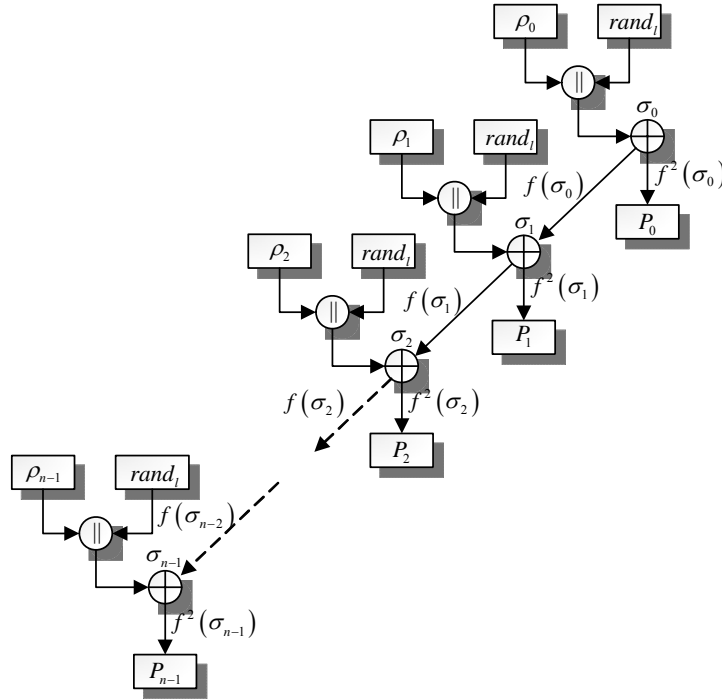 ρ₀ rand_l
||
σ₀
ρ₁ rand_l
f(σ₀) f²(σ₀)
||
P₀
σ₁
ρ₂ rand_l
f(σ₁) f²(σ₁)
||
P₁
σ₂
f(σ₂) f²(σ₂)
P₂
ρₙ₋₁ rand_l
f(σₙ₋₂)
||
σₙ₋₁
f²(σₙ₋₁)
Pₙ₋₁